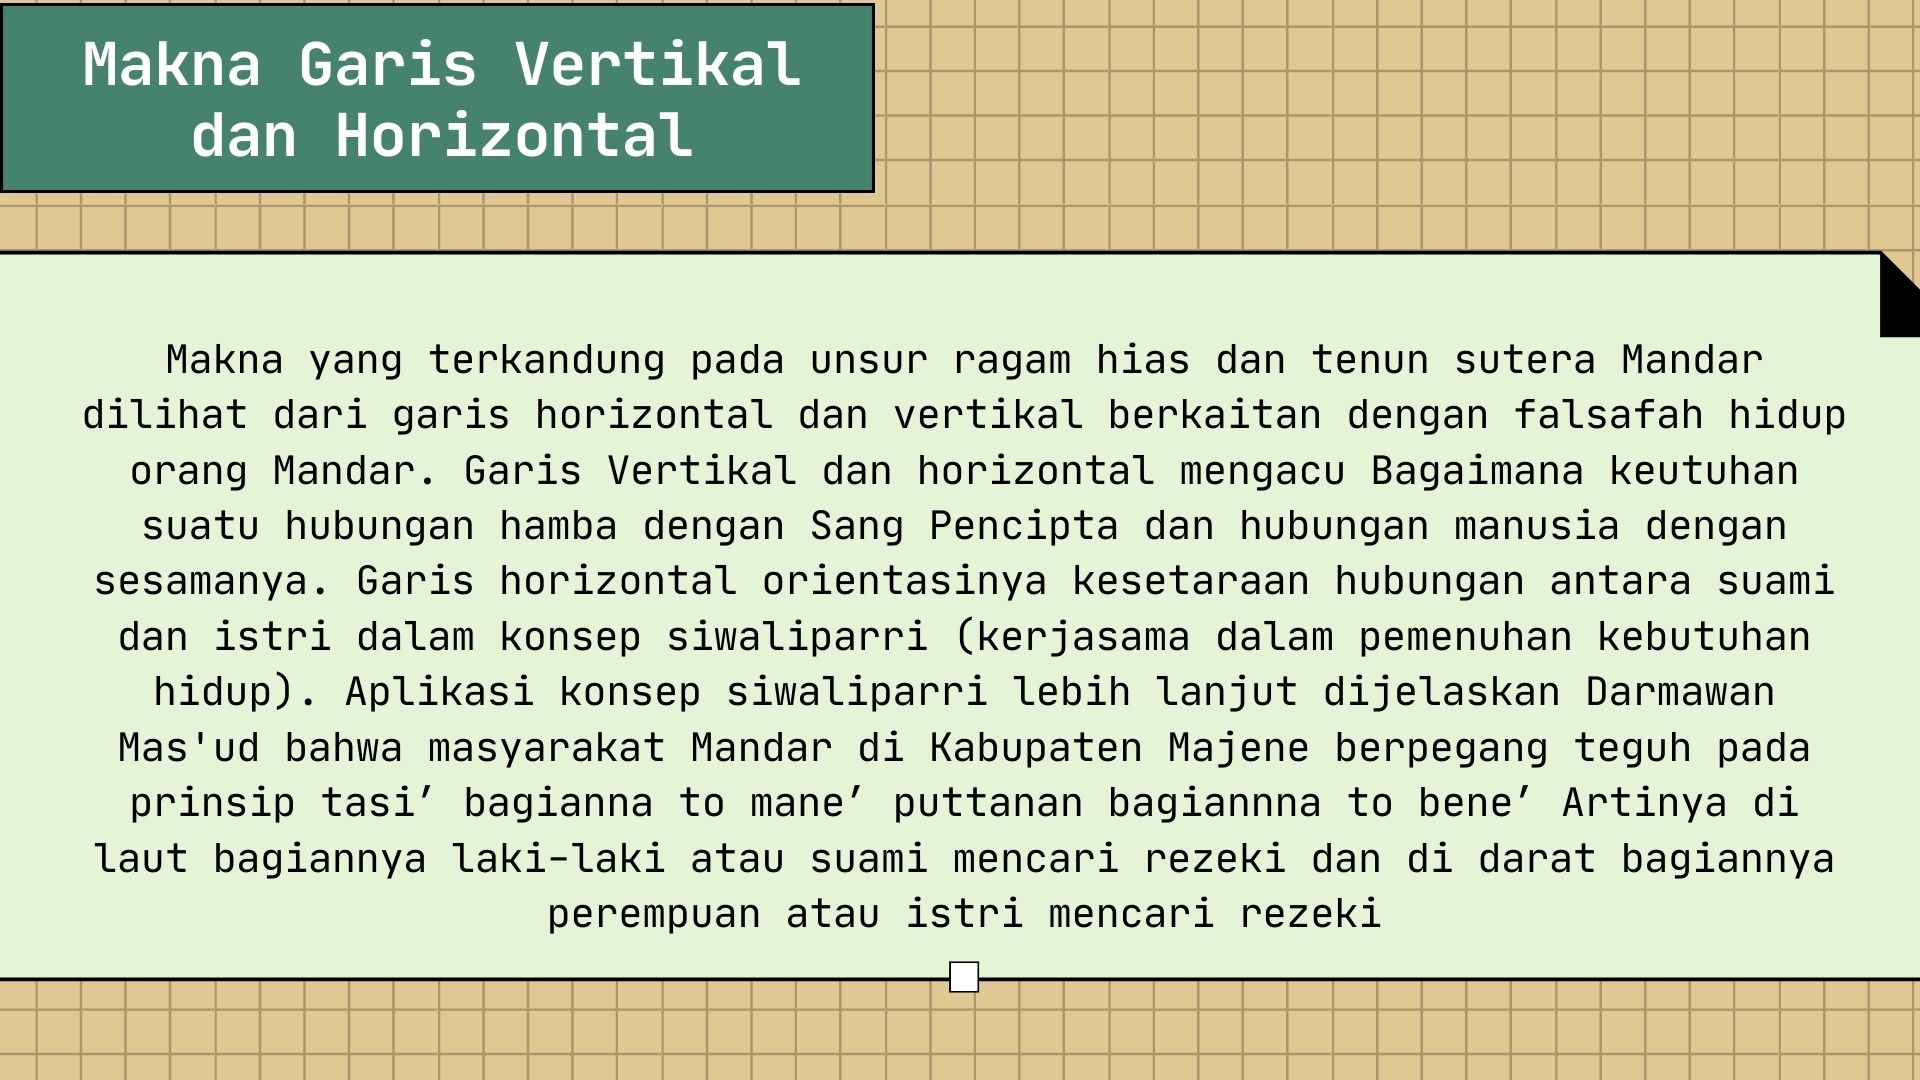 Makna Garis Vertikal
dan Horizontal
Makna yang terkandung pada unsur ragam hias dan tenun sutera Mandar
dilihat dari garis horizontal dan vertikal berkaitan dengan falsafah hidup
orang Mandar. Garis Vertikal dan horizontal mengacu Bagaimana keutuhan
suatu hubungan hamba dengan Sang Pencipta dan hubungan manusia dengan
sesamanya. Garis horizontal orientasinya kesetaraan hubungan antara suami
dan istri dalam konsep siwaliparri (kerjasama dalam pemenuhan kebutuhan
hidup). Aplikasi konsep siwaliparri lebih lanjut dijelaskan Darmawan
Mas'ud bahwa masyarakat Mandar di Kabupaten Majene berpegang teguh pada
prinsip tasi’ bagianna to mane’ puttanan bagiannna to bene’ Artinya di
laut bagiannya laki-laki atau suami mencari rezeki dan di darat bagiannya
perempuan atau istri mencari rezeki